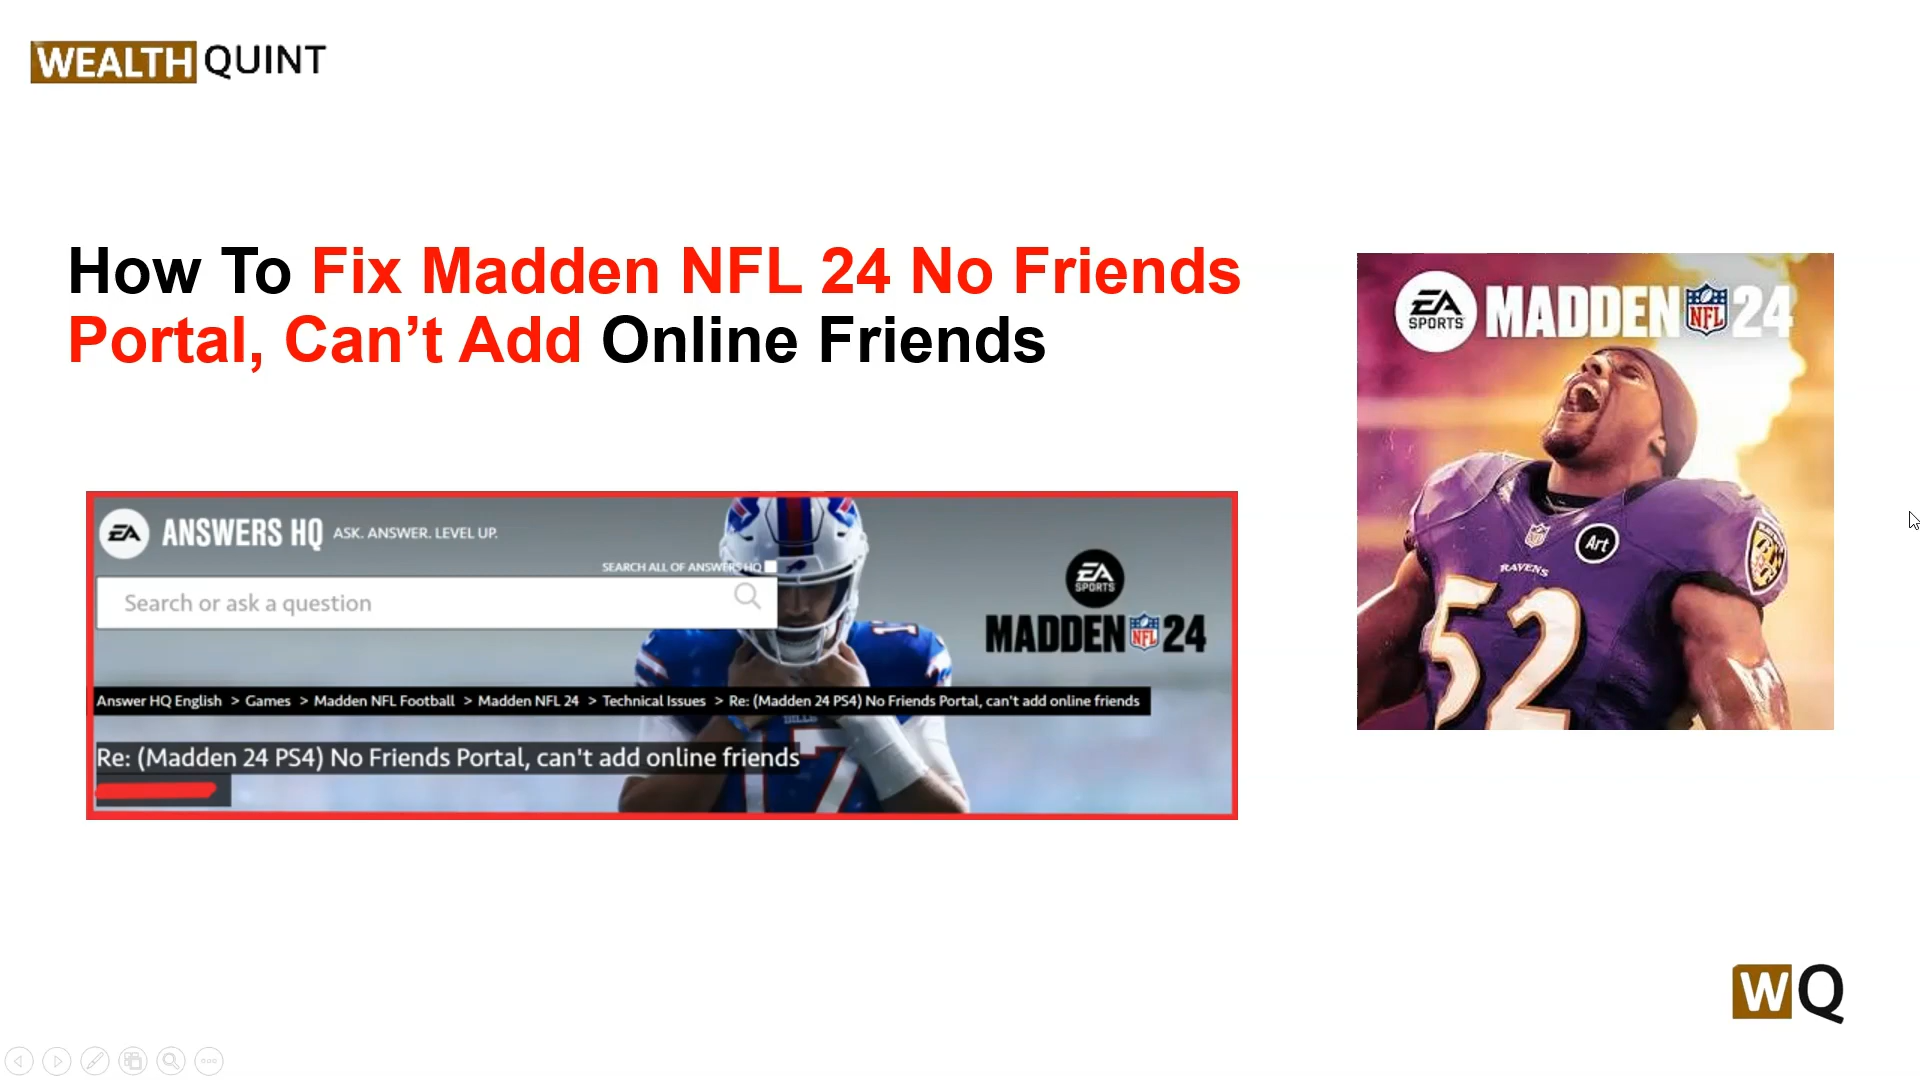 WEALTH QUINT
How To Fix Madden NFL 24 No Friends
Portal, Can’t Add Online Friends
EA SPORTS MADDEN NFL 24
Art
RAVENS
52
EA ANSWERS HQ ASK. ANSWER. LEVEL UP.
SEARCH ALL OF ANSWERS HQ
Search or ask a question
EA SPORTS
MADDEN NFL 24
17
Answer HQ English > Games > Madden NFL Football > Madden NFL 24 > Technical Issues > Re: (Madden 24 PS4) No Friends Portal, can't add online friends
BILLS
Re: (Madden 24 PS4) No Friends Portal, can't add online friends
17
WQ